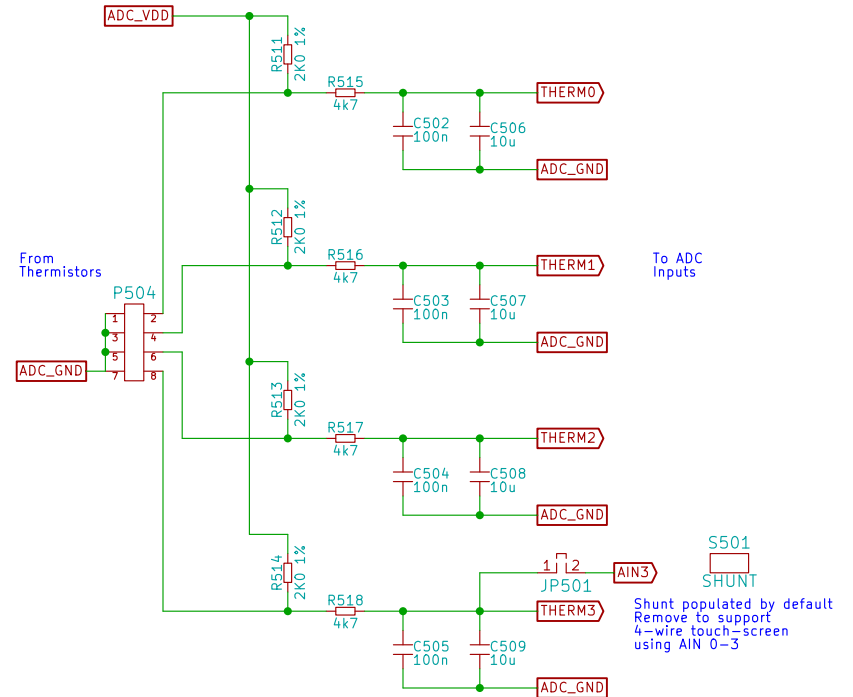 ADC_VDD
R511
2K0 1%
R515
4k7
THERM0
C502
100n
C506
10u
ADC_GND
R512
2K0 1%
From
Thermistors
R516
4k7
THERM1
To ADC
Inputs
P504
C503
100n
C507
10u
1 2
3 4
5 6
7 8
ADC_GND
ADC_GND
R513
2K0 1%
R517
4k7
THERM2
C504
100n
C508
10u
ADC_GND
R514
2K0 1%
1 2
JP501
AIN3
S501
SHUNT
R518
4k7
THERM3
Shunt populated by default
Remove to support
4-wire touch-screen
using AIN 0-3
C505
100n
C509
10u
ADC_GND